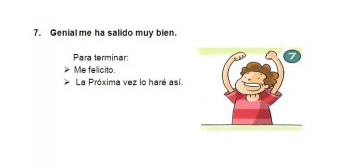 7. Genial me ha salido muy bien.
Para terminar:
➢ Me felicito.
➢ La Próxima vez lo haré así.
7